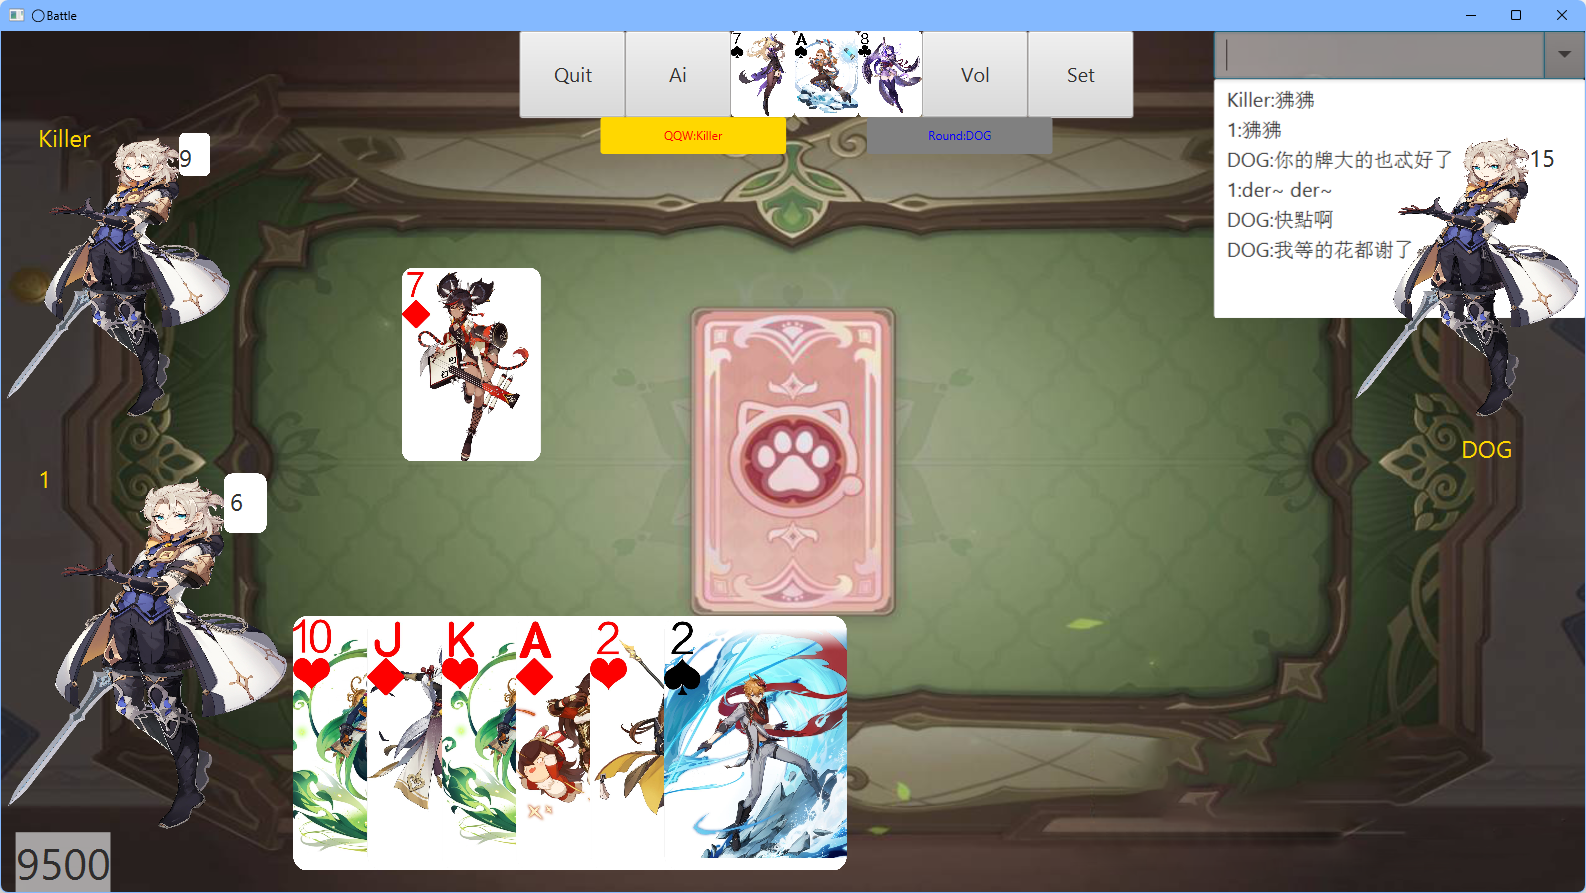 〇Battle
Quit
Ai
7
A
8
Vol
Set
QQW:Killer
Round:DOG
Killer:狒狒
1:狒狒
DOG:你的牌大的也忒好了
1:der~ der~
DOG:快點啊
DOG:我等的花都谢了
Killer
9
15
7
DOG
1
6
10
J
K
A
2
2
9500